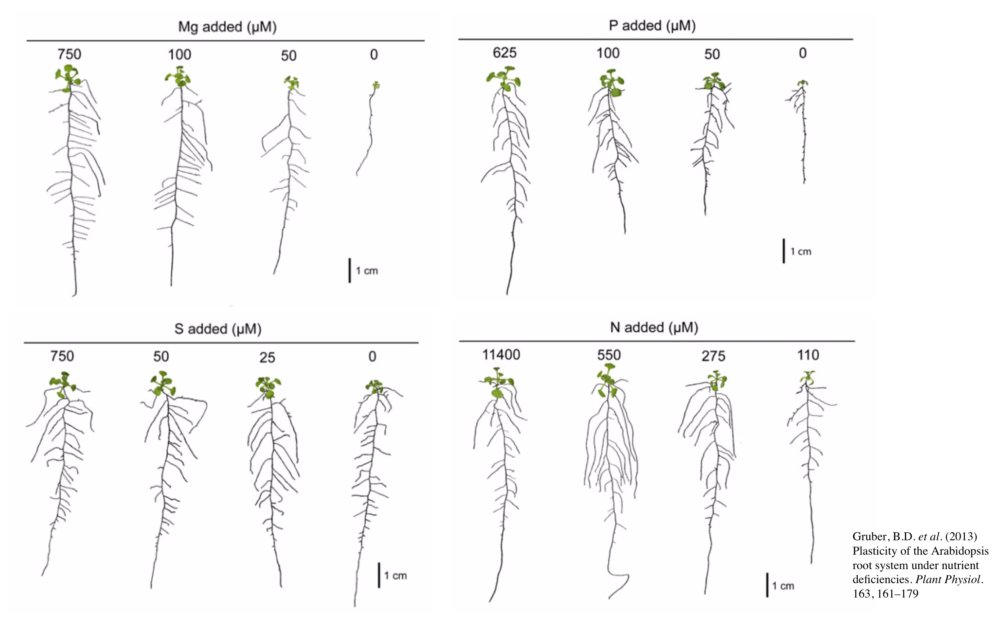 Mg added (µM)
750 100 50 0
1 cm
P added (µM)
625 100 50 0
1 cm
S added (µM)
750 50 25 0
1 cm
N added (µM)
11400 550 275 110
1 cm
Gruber, B.D. et al. (2013)
Plasticity of the Arabidopsis
root system under nutrient
deficiencies. Plant Physiol.
163, 161–179